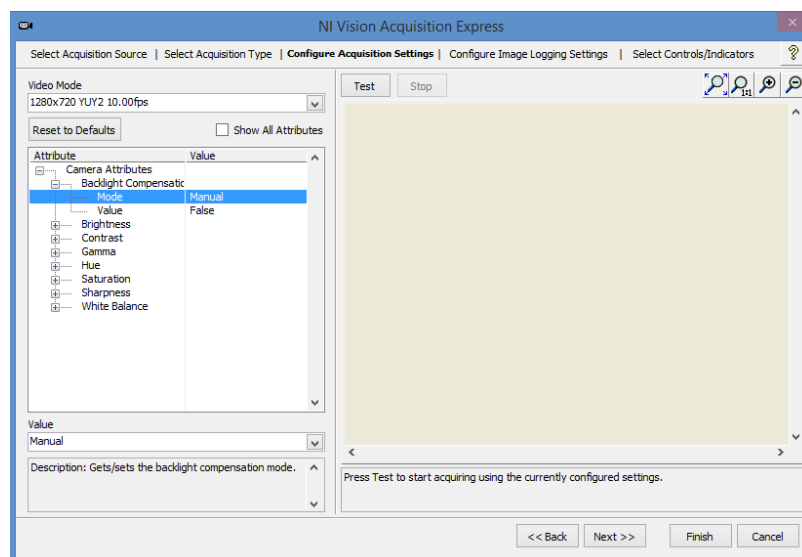 NI Vision Acquisition Express
Select Acquisition Source | Select Acquisition Type | Configure Acquisition Settings | Configure Image Logging Settings | Select Controls/Indicators
Video Mode
1280x720 YUY2 10.00fps
Reset to Defaults Show All Attributes
Attribute Value
Camera Attributes
Backlight Compensatic
Mode Manual
Value False
Brightness
Contrast
Gamma
Hue
Saturation
Sharpness
White Balance
Value
Manual
Description: Gets/sets the backlight compensation mode.
Test Stop
1:1
Press Test to start acquiring using the currently configured settings.
<< Back Next >> Finish Cancel